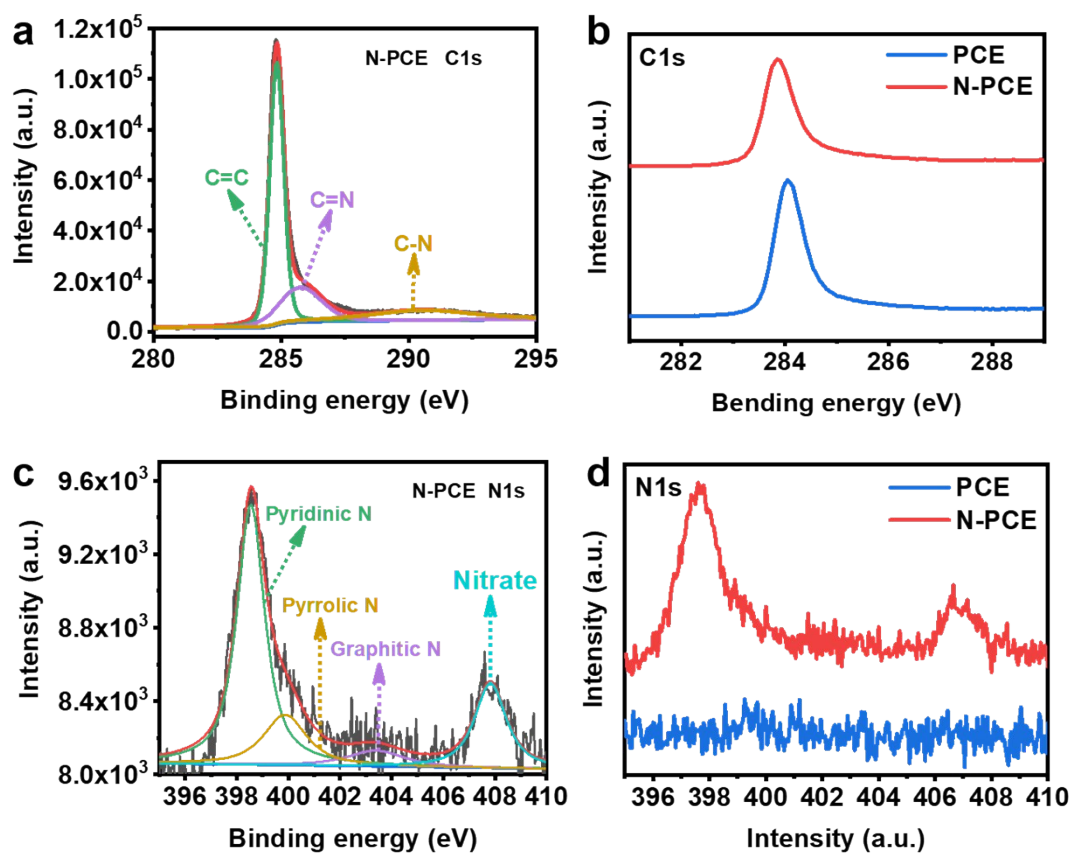 a
N-PCE C1s
Intensity (a.u.)
1.2x10⁵
1.0x10⁵
8.0x10⁴
6.0x10⁴
4.0x10⁴
2.0x10⁴
0.0
C=C
C=N
C-N
280 285 290 295
Binding energy (eV)
b
C1s
PCE
N-PCE
Intensity (a.u.)
282 284 286 288
Bending energy (eV)
c
N-PCE N1s
Intensity (a.u.)
9.6x10³
9.2x10³
8.8x10³
8.4x10³
8.0x10³
Pyridinic N
Pyrrolic N
Graphitic N
Nitrate
396 398 400 402 404 406 408 410
Binding energy (eV)
d
N1s
PCE
N-PCE
Intensity (a.u.)
396 398 400 402 404 406 408 410
Intensity (a.u.)